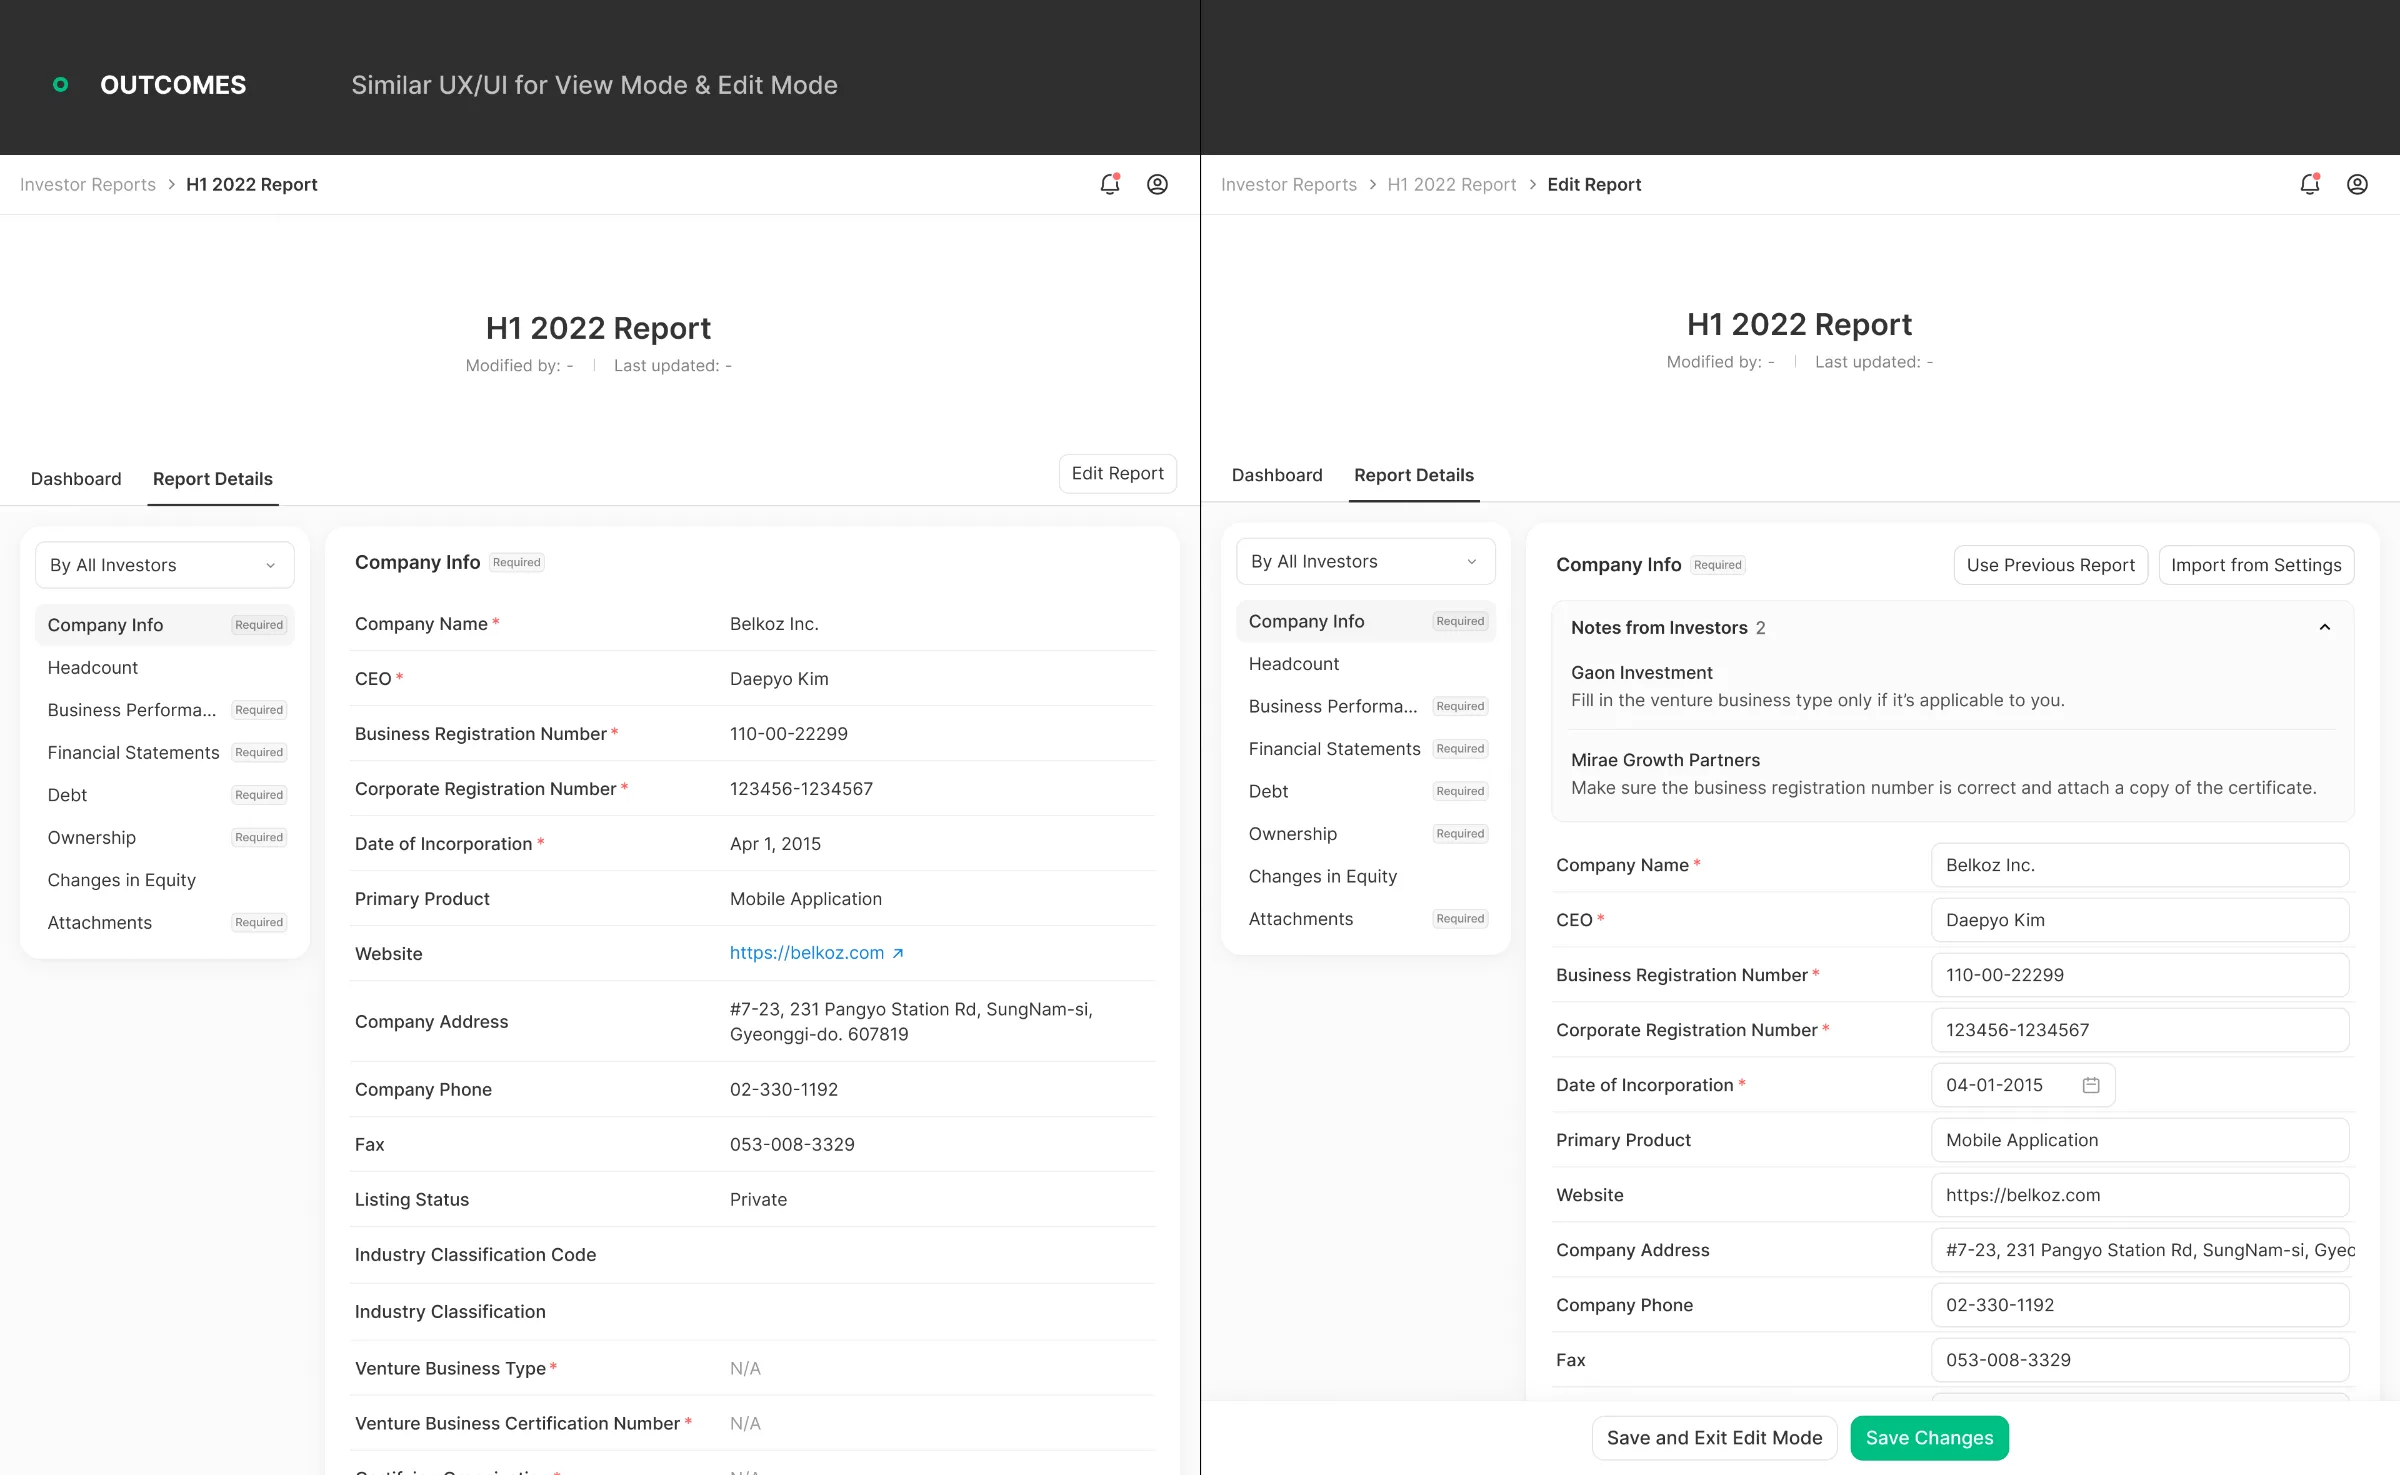 OUTCOMES
Similar UX/UI for View Mode & Edit Mode
Investor Reports > H1 2022 Report
H1 2022 Report
Modified by: - | Last updated: -
Dashboard
Report Details
Edit Report
By All Investors
Company Info Required
Headcount
Business Performa... Required
Financial Statements Required
Debt Required
Ownership Required
Changes in Equity
Attachments Required
Company Info Required
Company Name * Belkoz Inc.
CEO * Daepyo Kim
Business Registration Number * 110-00-22299
Corporate Registration Number * 123456-1234567
Date of Incorporation * Apr 1, 2015
Primary Product Mobile Application
Website https://belkoz.com
Company Address #7-23, 231 Pangyo Station Rd, SungNam-si,
Gyeonggi-do. 607819
Company Phone 02-330-1192
Fax 053-008-3329
Listing Status Private
Industry Classification Code
Industry Classification
Venture Business Type * N/A
Venture Business Certification Number * N/A
Investor Reports > H1 2022 Report > Edit Report
H1 2022 Report
Modified by: - | Last updated: -
Dashboard
Report Details
By All Investors
Company Info Required
Headcount
Business Performa... Required
Financial Statements Required
Debt Required
Ownership Required
Changes in Equity
Attachments Required
Company Info Required
Use Previous Report
Import from Settings
Notes from Investors 2
Gaon Investment
Fill in the venture business type only if it's applicable to you.
Mirae Growth Partners
Make sure the business registration number is correct and attach a copy of the certificate.
Company Name * Belkoz Inc.
CEO * Daepyo Kim
Business Registration Number * 110-00-22299
Corporate Registration Number * 123456-1234567
Date of Incorporation * 04-01-2015
Primary Product Mobile Application
Website https://belkoz.com
Company Address #7-23, 231 Pangyo Station Rd, SungNam-si, Gyeo
Company Phone 02-330-1192
Fax 053-008-3329
Save and Exit Edit Mode
Save Changes